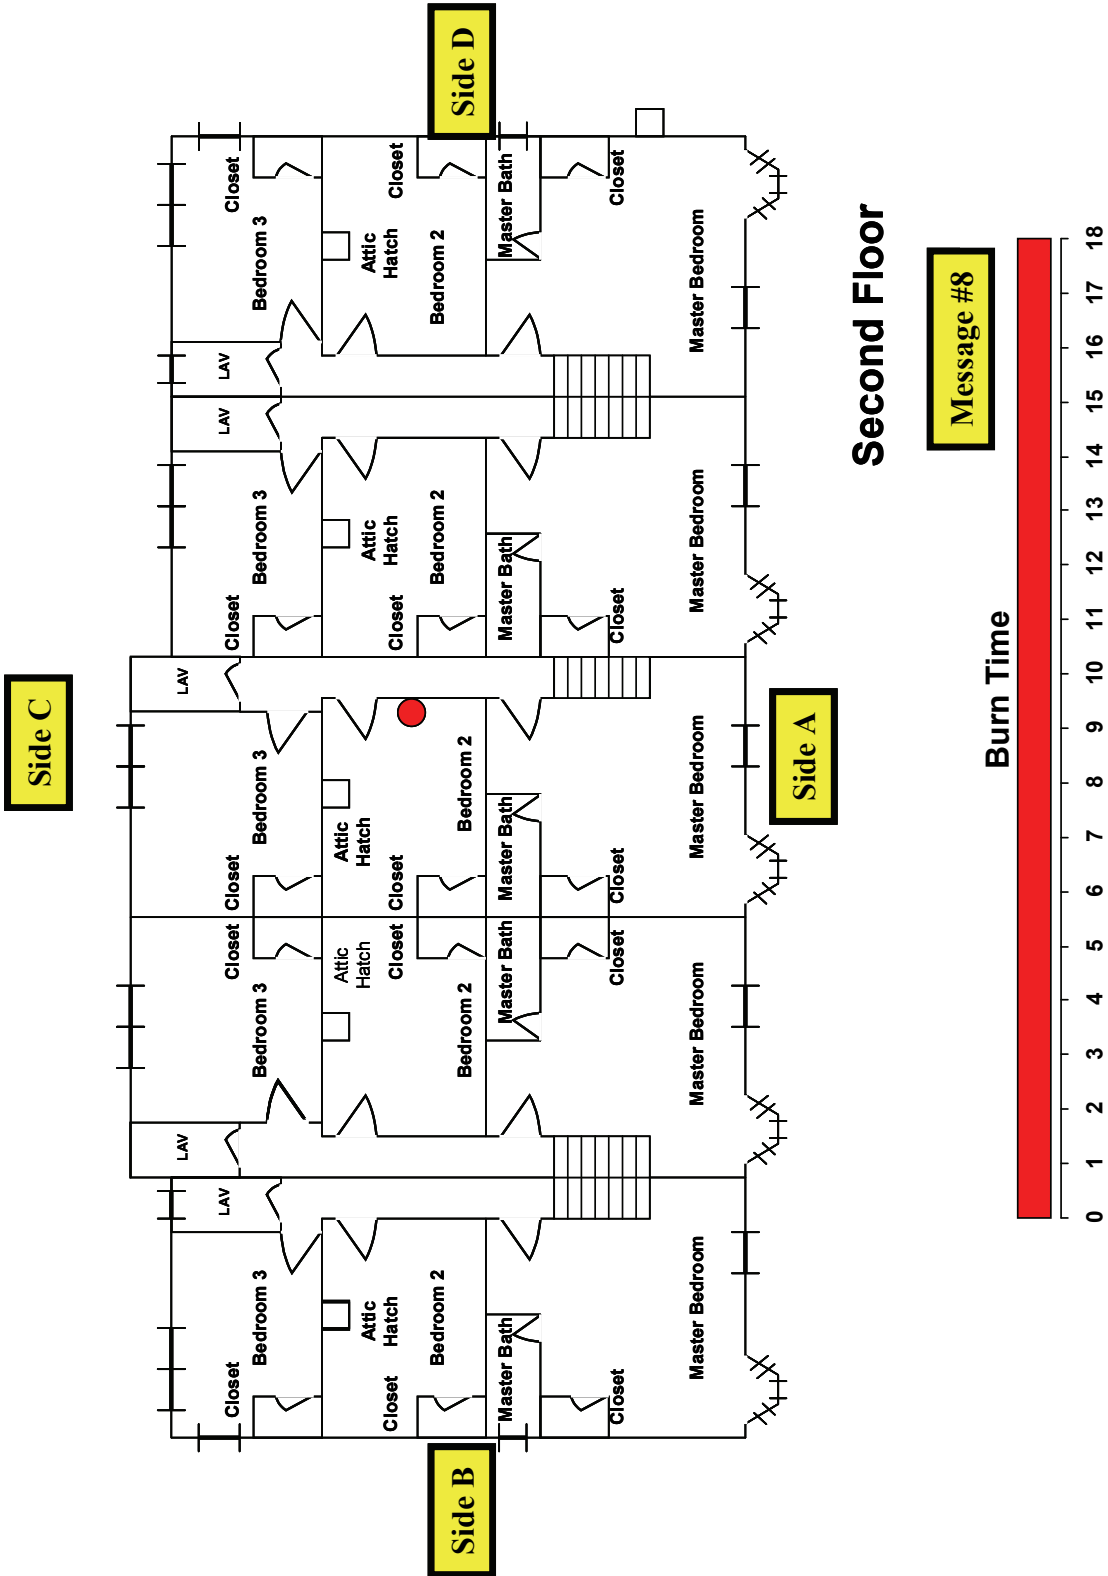 Side C
LAV LAV
LAV LAV LAV
Closet Closet Closet Closet Closet
Bedroom 3 Bedroom 3 Bedroom 3 Bedroom 3 Bedroom 3
Attic Attic
Hatch Hatch
Attic Attic Attic
Hatch Hatch Hatch
Closet Closet Closet Closet Closet
Bedroom 2 Bedroom 2 Bedroom 2
Side B Bedroom 2 Bedroom 2 Side D
Master Bath Master Bath Master Bath Master Bath Master Bath
Closet Closet Closet Closet Closet
Master Bedroom Master Bedroom Master Bedroom Master Bedroom Master Bedroom
Side A
Second Floor
Message #8
Burn Time
0 1 2 3 4 5 6 7 8 9 10 11 12 13 14 15 16 17 18